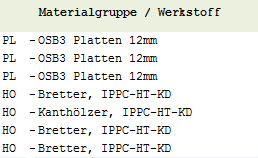 Materialgruppe / Werkstoff
PL - OSB3 Platten 12mm
PL - OSB3 Platten 12mm
PL - OSB3 Platten 12mm
HO - Bretter, IPPC-HT-KD
HO - Kanthölzer, IPPC-HT-KD
HO - Bretter, IPPC-HT-KD
HO - Bretter, IPPC-HT-KD